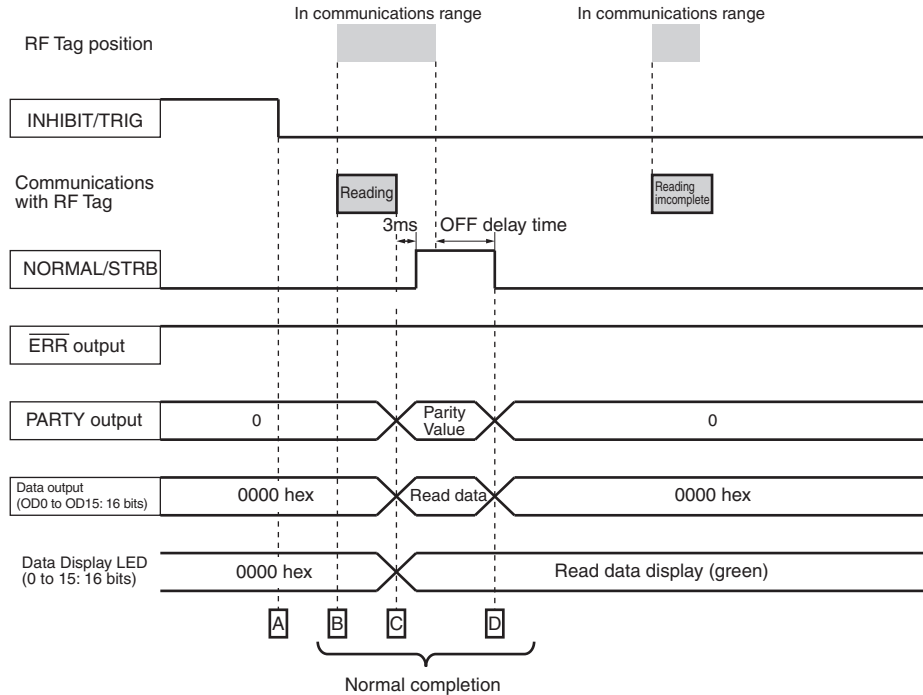 In communications range
In communications range
RF Tag position
INHIBIT/TRIG
Communications
with RF Tag
Reading
Reading
imcomplete
3ms
OFF delay time
NORMAL/STRB
ERR output
PARTY output
0
Parity
Value
0
Data output
(OD0 to OD15: 16 bits)
0000 hex
Read data
0000 hex
Data Display LED
(0 to 15: 16 bits)
0000 hex
Read data display (green)
A
B
C
D
Normal completion